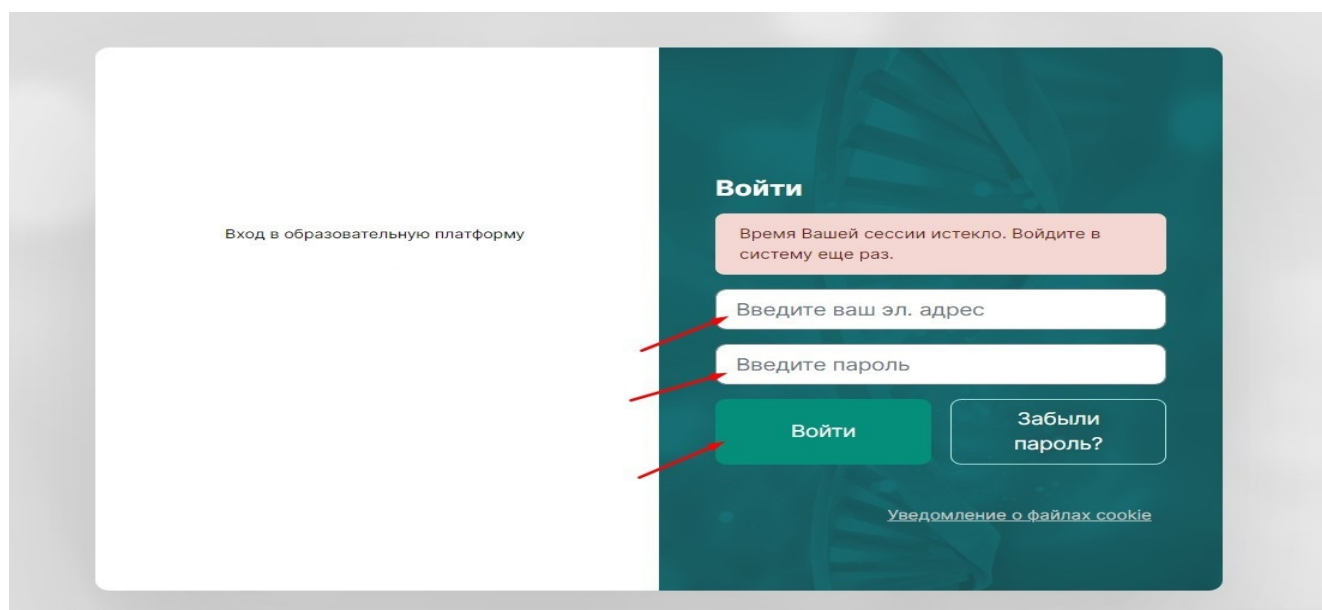 Вход в образовательную платформу
Войти
Время Вашей сессии истекло. Войдите в
систему еще раз.
Введите ваш эл. адрес
Введите пароль
Войти
Забыли
пароль?
Уведомление о файлах cookie